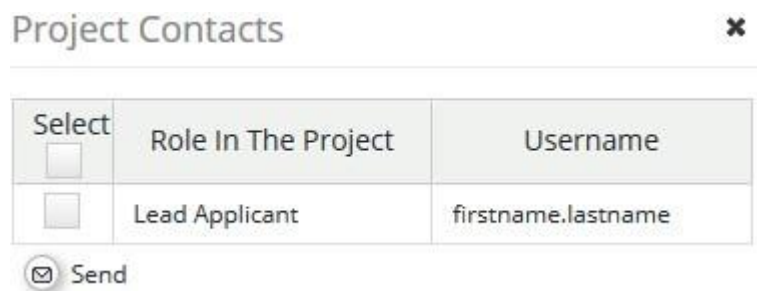 Project Contacts
Select
Role In The Project
Username
Lead Applicant
firstname.lastname
Send